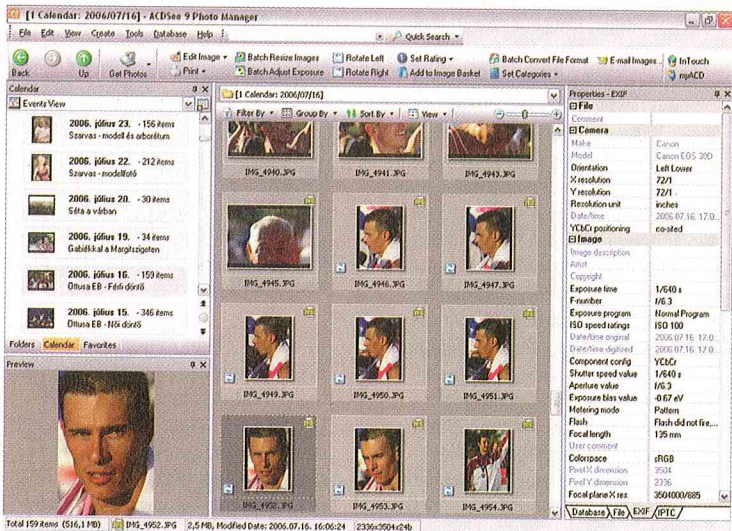 [1 Calendar: 2006/07/16] - ACDSee 9 Photo Manager
File Edit View Create Tools Database Help
Quick Search
Back
Up
Get Photos
Edit Image
Print
Batch Resize Images
Batch Adjust Exposure
Rotate Left
Rotate Right
Set Rating
Add to Image Basket
Batch Convert File Format
Set Categories
E-mail Images...
InTouch
myACD
Calendar
Events View
2006. július 23. - 156 items
Szarvas - modell és arborétum
2006. július 22. - 212 items
Szarvas - modellfotó
2006. július 20. - 30 items
Séta a várban
2006. július 19. - 34 items
Gabiékkal a Margitszigeten
2006. július 16. - 159 items
Öttusa EB - Férfi döntő
2006. július 15. - 346 items
Öttusa EB - Női döntő
Folders Calendar Favorites
Preview
[1 Calendar: 2006/07/16]
Filter By Group By Sort By View
IMG_4940.JPG IMG_4941.JPG IMG_4943.JPG
IMG_4945.JPG IMG_4946.JPG IMG_4947.JPG
IMG_4949.JPG IMG_4950.JPG IMG_4951.JPG
IMG_4952.JPG IMG_4953.JPG IMG_4954.JPG
Properties - EXIF
File
Comment
Camera
Make Canon
Model Canon EOS 30D
Orientation Left Lower
X resolution 72/1
Y resolution 72/1
Resolution unit inches
Date/time 2006.07.16. 17:0...
YCbCr positioning co-sited
Image
Image description
Artist
Copyright
Exposure time 1/640 s
F-number f/6.3
Exposure program Normal Program
ISO speed ratings ISO 100
Date/time original 2006.07.16. 17:0...
Date/time digitized 2006.07.16. 17:0...
Component config YCbCr
Shutter speed value 1/640 s
Aperture value f/6.3
Exposure bias value -0.67 eV
Metering mode Pattern
Flash Flash did not fire,...
Focal length 135 mm
User comment
Colorspace sRGB
Pixel X dimension 3504
Pixel Y dimension 2336
Focal plane X res 3504000/885
Database File EXIF IPTC
Total 159 items (516,1 MB) IMG_4952.JPG 2,5 MB, Modified Date: 2006.07.16. 16:06:24 2336x3504x24b